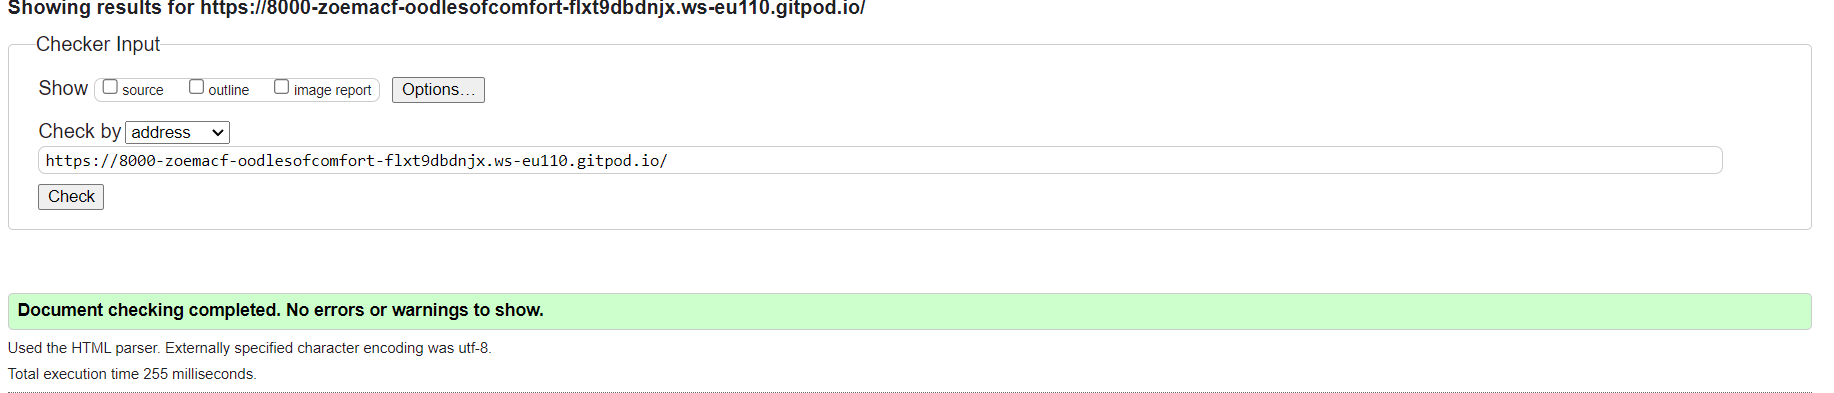 Showing results for https://8000-zoemacf-oodlesofcomfort-flxt9dbdnjx.ws-eu110.gitpod.io/
Checker Input
Show source outline image report Options...
Check by address
https://8000-zoemacf-oodlesofcomfort-flxt9dbdnjx.ws-eu110.gitpod.io/
Check
Document checking completed. No errors or warnings to show.
Used the HTML parser. Externally specified character encoding was utf-8.
Total execution time 255 milliseconds.